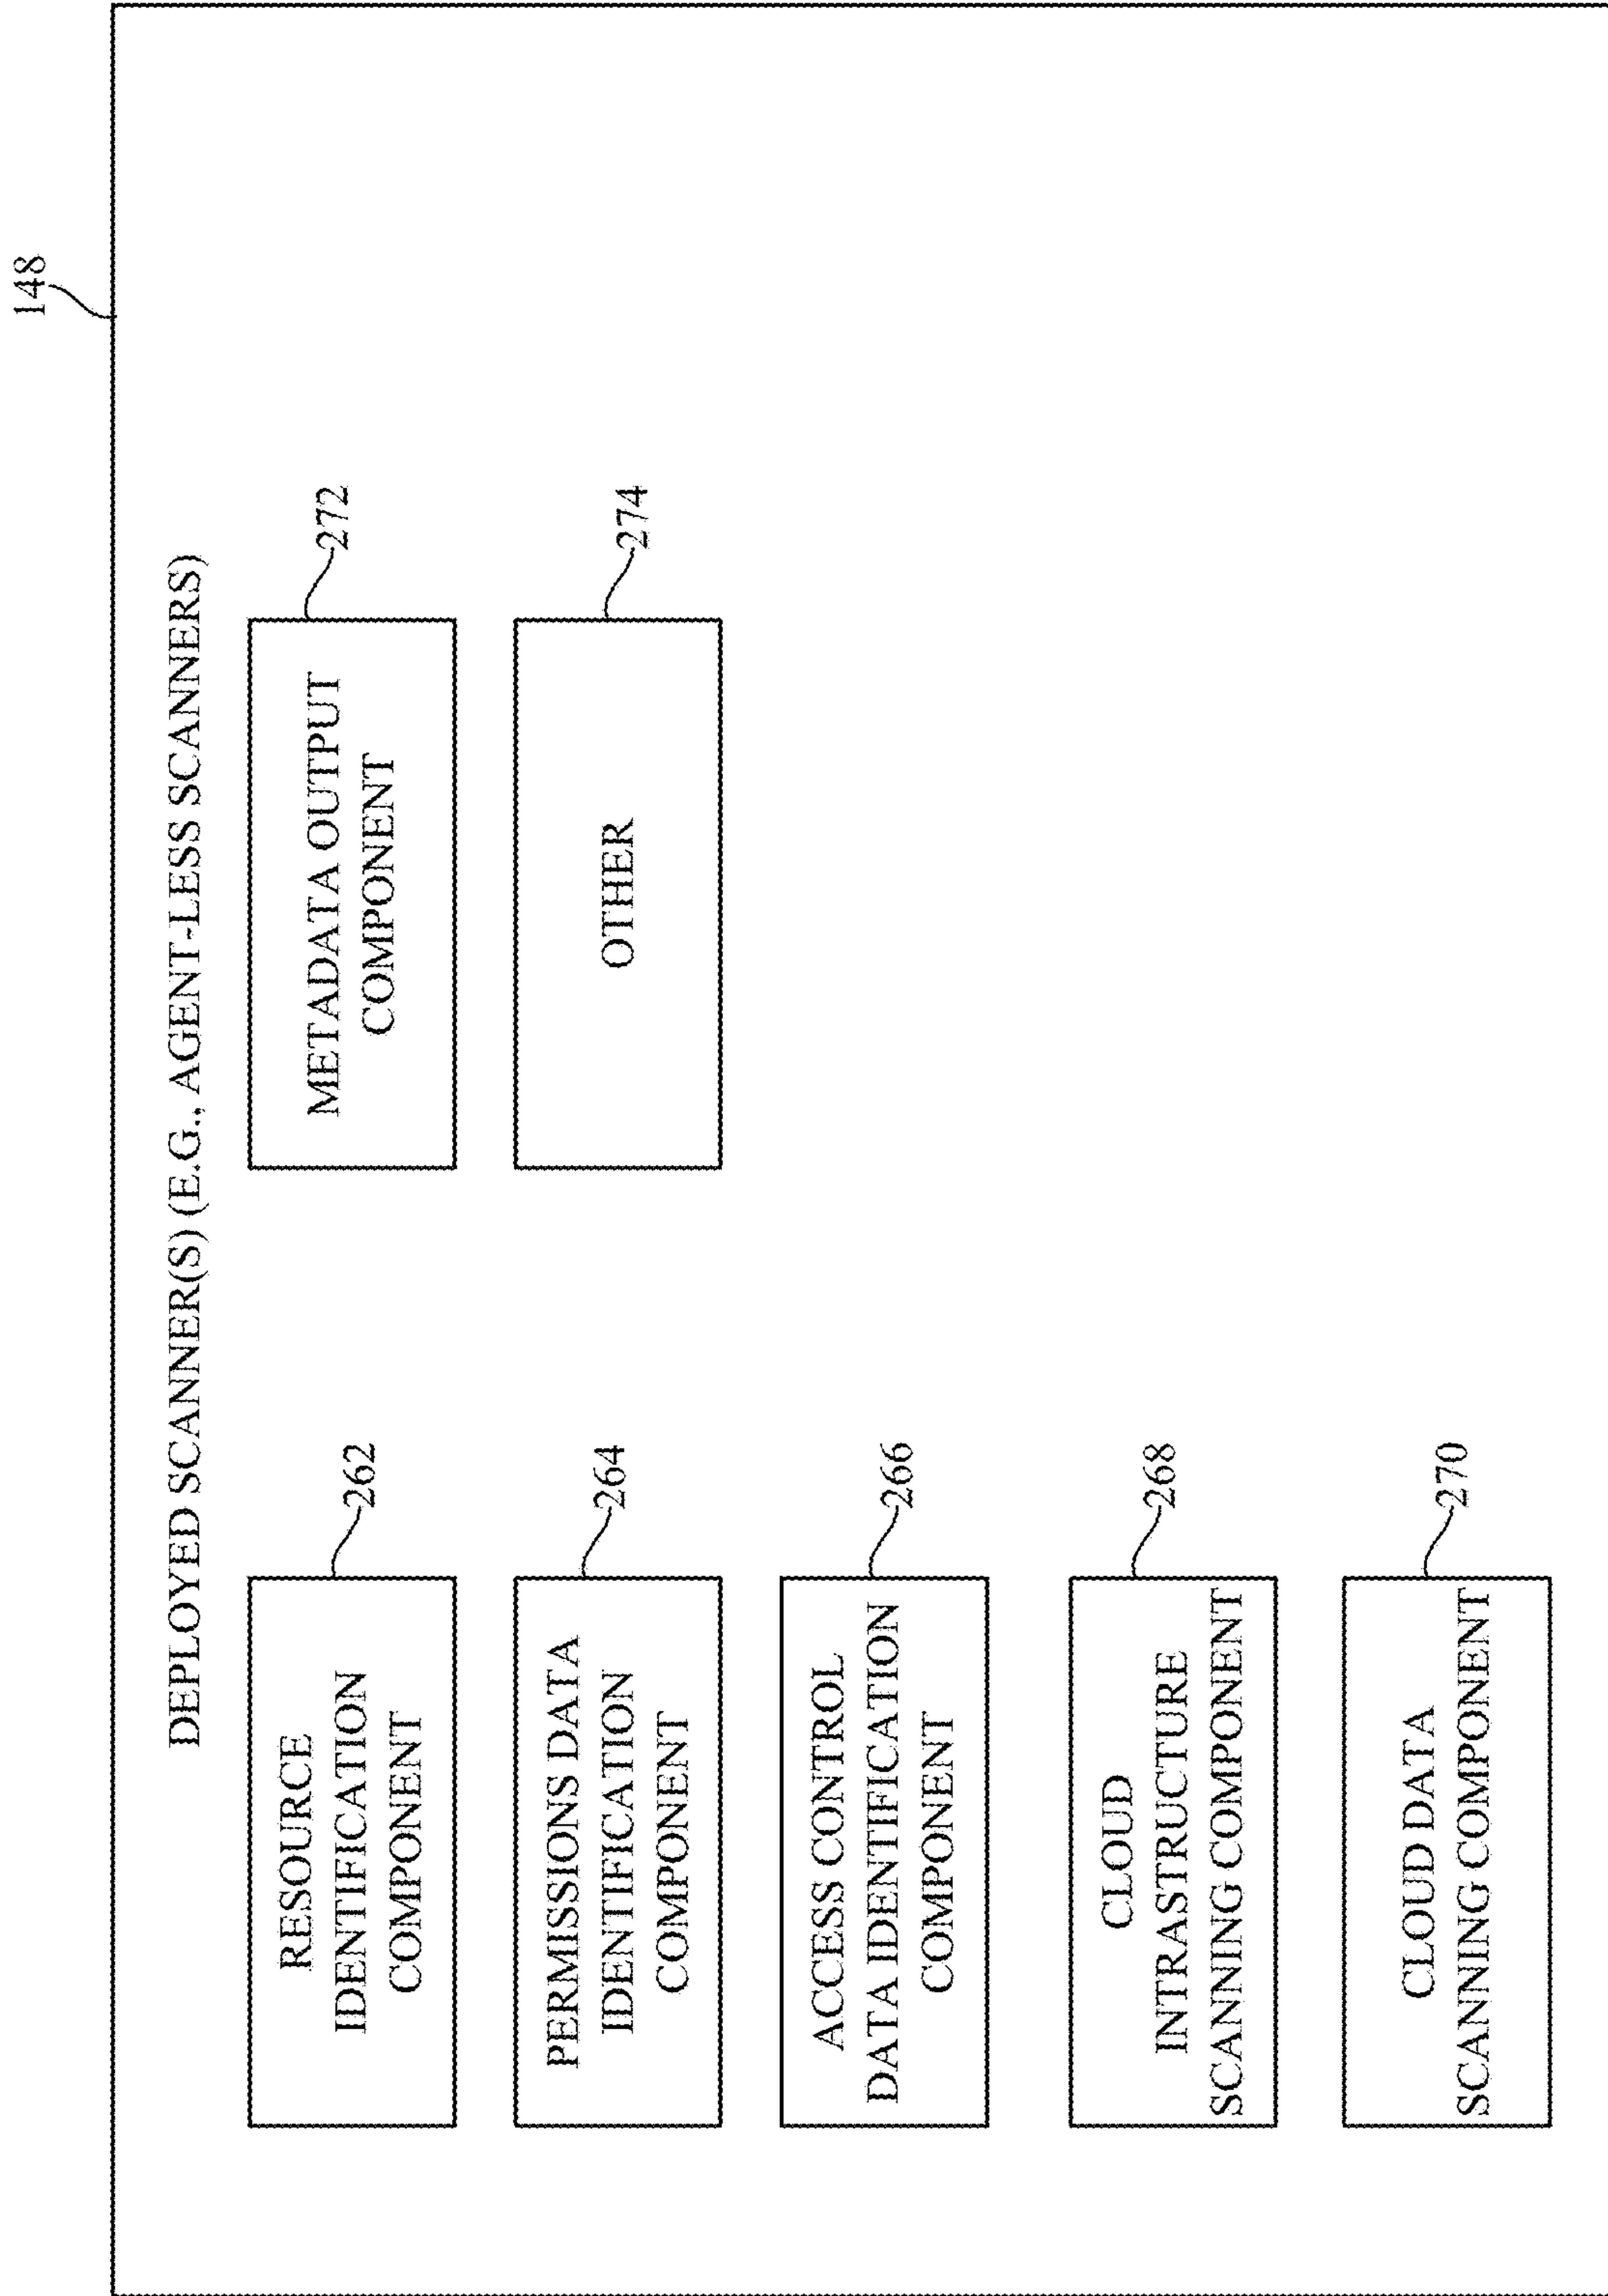 148
DEPLOYED SCANNER(S) (E.G., AGENT-LESS SCANNERS)
RESOURCE
IDENTIFICATION
COMPONENT
262
PERMISSIONS DATA
IDENTIFICATION
COMPONENT
264
ACCESS CONTROL
DATA IDENTIFICATION
COMPONENT
266
CLOUD
INTRASTRUCTURE
SCANNING COMPONENT
268
CLOUD DATA
SCANNING COMPONENT
270
METADATA OUTPUT
COMPONENT
272
OTHER
274